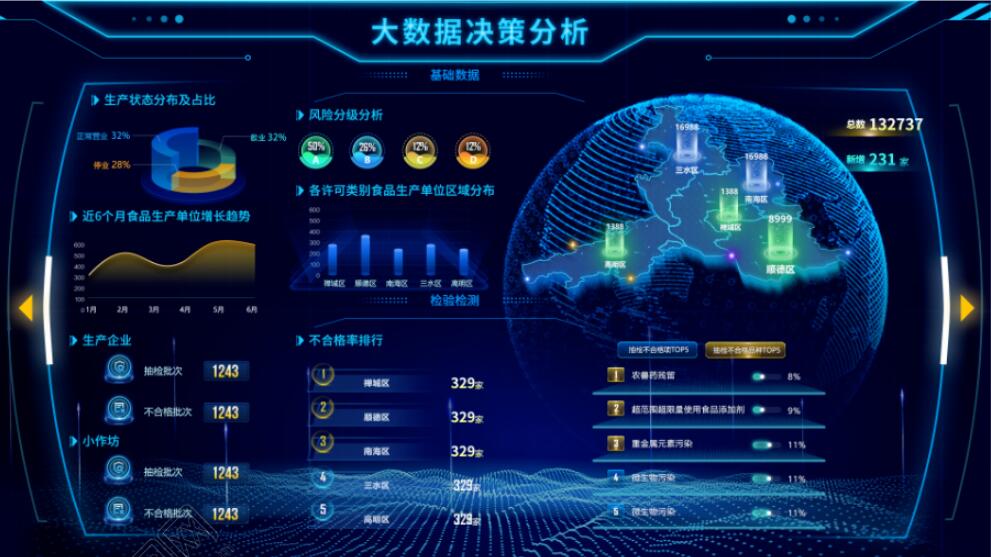 大数据决策分析
基础数据
生产状态分布及占比
正常营业 32%
歇业 32%
停业 28%
近6个月食品生产单位增长趋势
600
500
400
300
200
100
0
1月 2月 3月 4月 5月 6月
生产企业
抽检批次 1243
不合格批次 1243
小作坊
抽检批次 1243
不合格批次 1243
风险分级分析
50% 26% 12% 12%
A B C D
各许可类别食品生产单位区域分布
600
500
400
300
200
100
0
禅城区 顺德区 南海区 三水区 高明区
检验检测
不合格率排行
1 禅城区 329家
2 顺德区 329家
3 南海区 329家
4 三水区 329家
5 高明区 329家
总数 132737
新增 231 家
16988
三水区
16988
南海区
1388
禅城区
8999
顺德区
1388
高明区
抽检不合格项TOP5 抽检不合格品种TOP5
1 农兽药残留 8%
2 超范围超限量使用食品添加剂 9%
3 重金属元素污染 11%
4 微生物污染 11%
5 微生物污染 11%